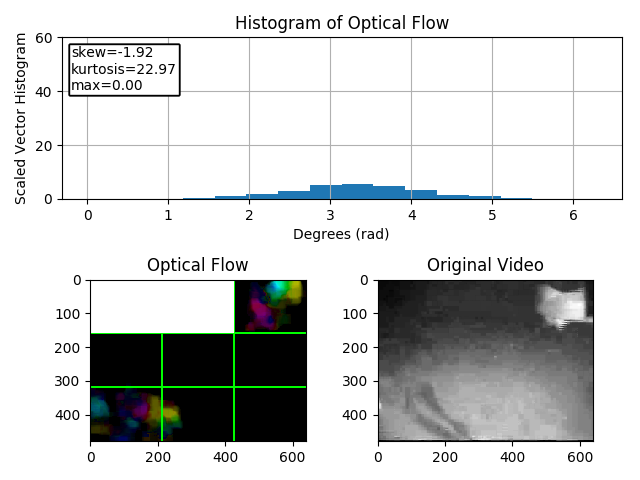 Histogram of Optical Flow
Scaled Vector Histogram
60
40
20
0
skew=-1.92
kurtosis=22.97
max=0.00
0 1 2 3 4 5 6
Degrees (rad)
Optical Flow
0
100
200
300
400
0 200 400 600
Original Video
0
100
200
300
400
0 200 400 600